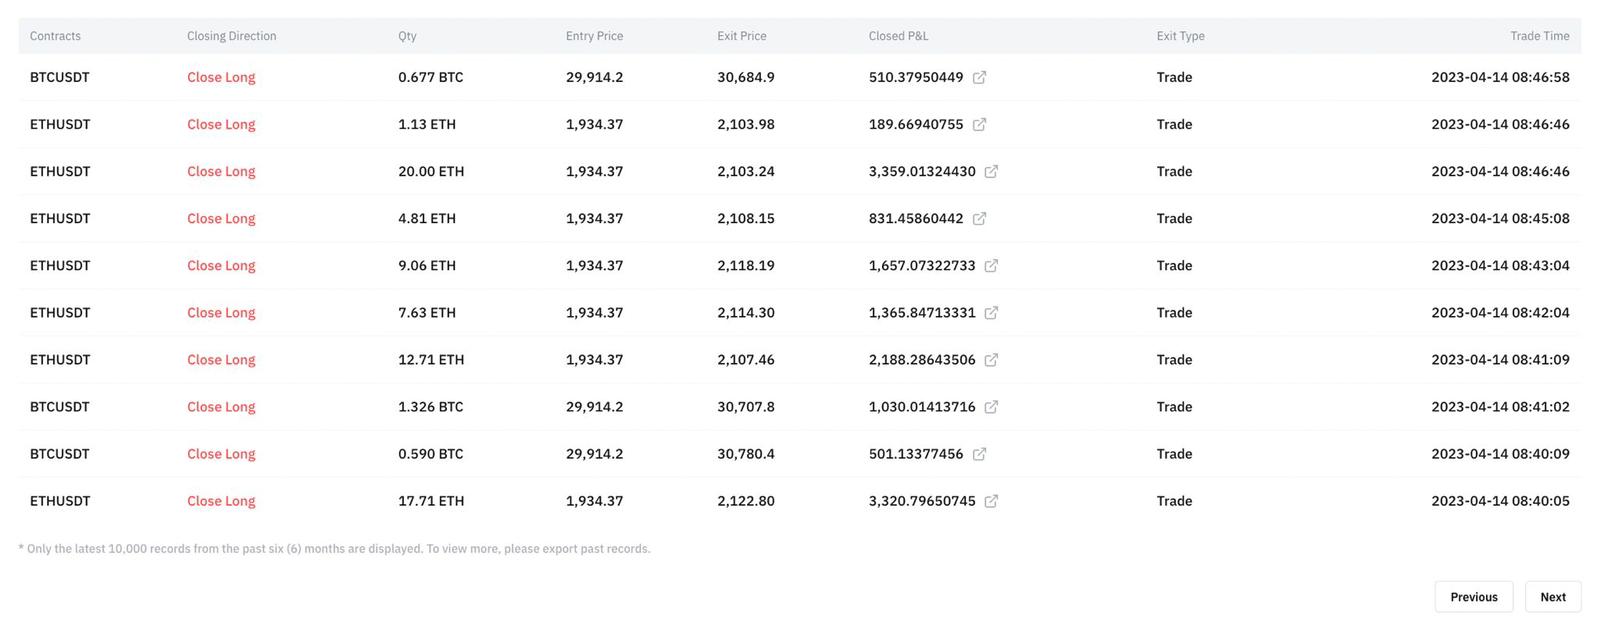 Contracts Closing Direction Qty Entry Price Exit Price Closed P&L Exit Type Trade Time
BTCUSDT Close Long 0.677 BTC 29,914.2 30,684.9 510.37950449 Trade 2023-04-14 08:46:58
ETHUSDT Close Long 1.13 ETH 1,934.37 2,103.98 189.66940755 Trade 2023-04-14 08:46:46
ETHUSDT Close Long 20.00 ETH 1,934.37 2,103.24 3,359.01324430 Trade 2023-04-14 08:46:46
ETHUSDT Close Long 4.81 ETH 1,934.37 2,108.15 831.45860442 Trade 2023-04-14 08:45:08
ETHUSDT Close Long 9.06 ETH 1,934.37 2,118.19 1,657.07322733 Trade 2023-04-14 08:43:04
ETHUSDT Close Long 7.63 ETH 1,934.37 2,114.30 1,365.84713331 Trade 2023-04-14 08:42:04
ETHUSDT Close Long 12.71 ETH 1,934.37 2,107.46 2,188.28643506 Trade 2023-04-14 08:41:09
BTCUSDT Close Long 1.326 BTC 29,914.2 30,707.8 1,030.01413716 Trade 2023-04-14 08:41:02
BTCUSDT Close Long 0.590 BTC 29,914.2 30,780.4 501.13377456 Trade 2023-04-14 08:40:09
ETHUSDT Close Long 17.71 ETH 1,934.37 2,122.80 3,320.79650745 Trade 2023-04-14 08:40:05
* Only the latest 10,000 records from the past six (6) months are displayed. To view more, please export past records.
Previous Next